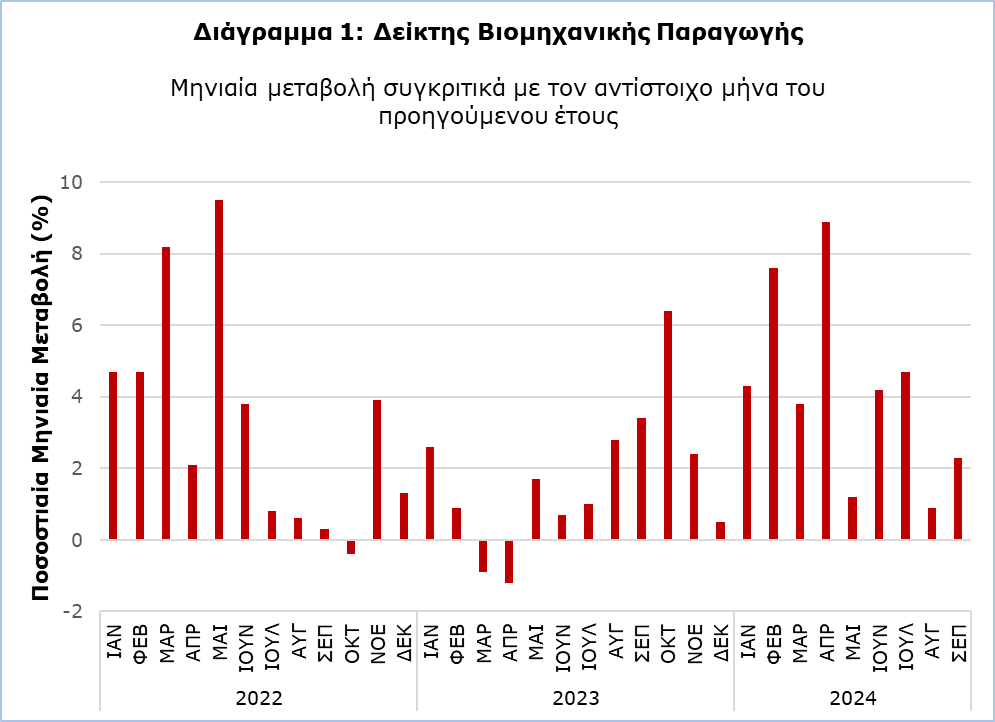 Διάγραμμα 1: Δείκτης Βιομηχανικής Παραγωγής
Μηνιαία μεταβολή συγκριτικά με τον αντίστοιχο μήνα του
προηγούμενου έτους
Ποσοστιαία Μηνιαία Μεταβολή (%)
10
8
6
4
2
0
-2
ΙΑΝ
ΦΕΒ
ΜΑΡ
ΑΠΡ
ΜΑΙ
ΙΟΥΝ
ΙΟΥΛ
ΑΥΓ
ΣΕΠ
ΟΚΤ
ΝΟΕ
ΔΕΚ
ΙΑΝ
ΦΕΒ
ΜΑΡ
ΑΠΡ
ΜΑΙ
ΙΟΥΝ
ΙΟΥΛ
ΑΥΓ
ΣΕΠ
ΟΚΤ
ΝΟΕ
ΔΕΚ
ΙΑΝ
ΦΕΒ
ΜΑΡ
ΑΠΡ
ΜΑΙ
ΙΟΥΝ
ΙΟΥΛ
ΑΥΓ
ΣΕΠ
2022
2023
2024